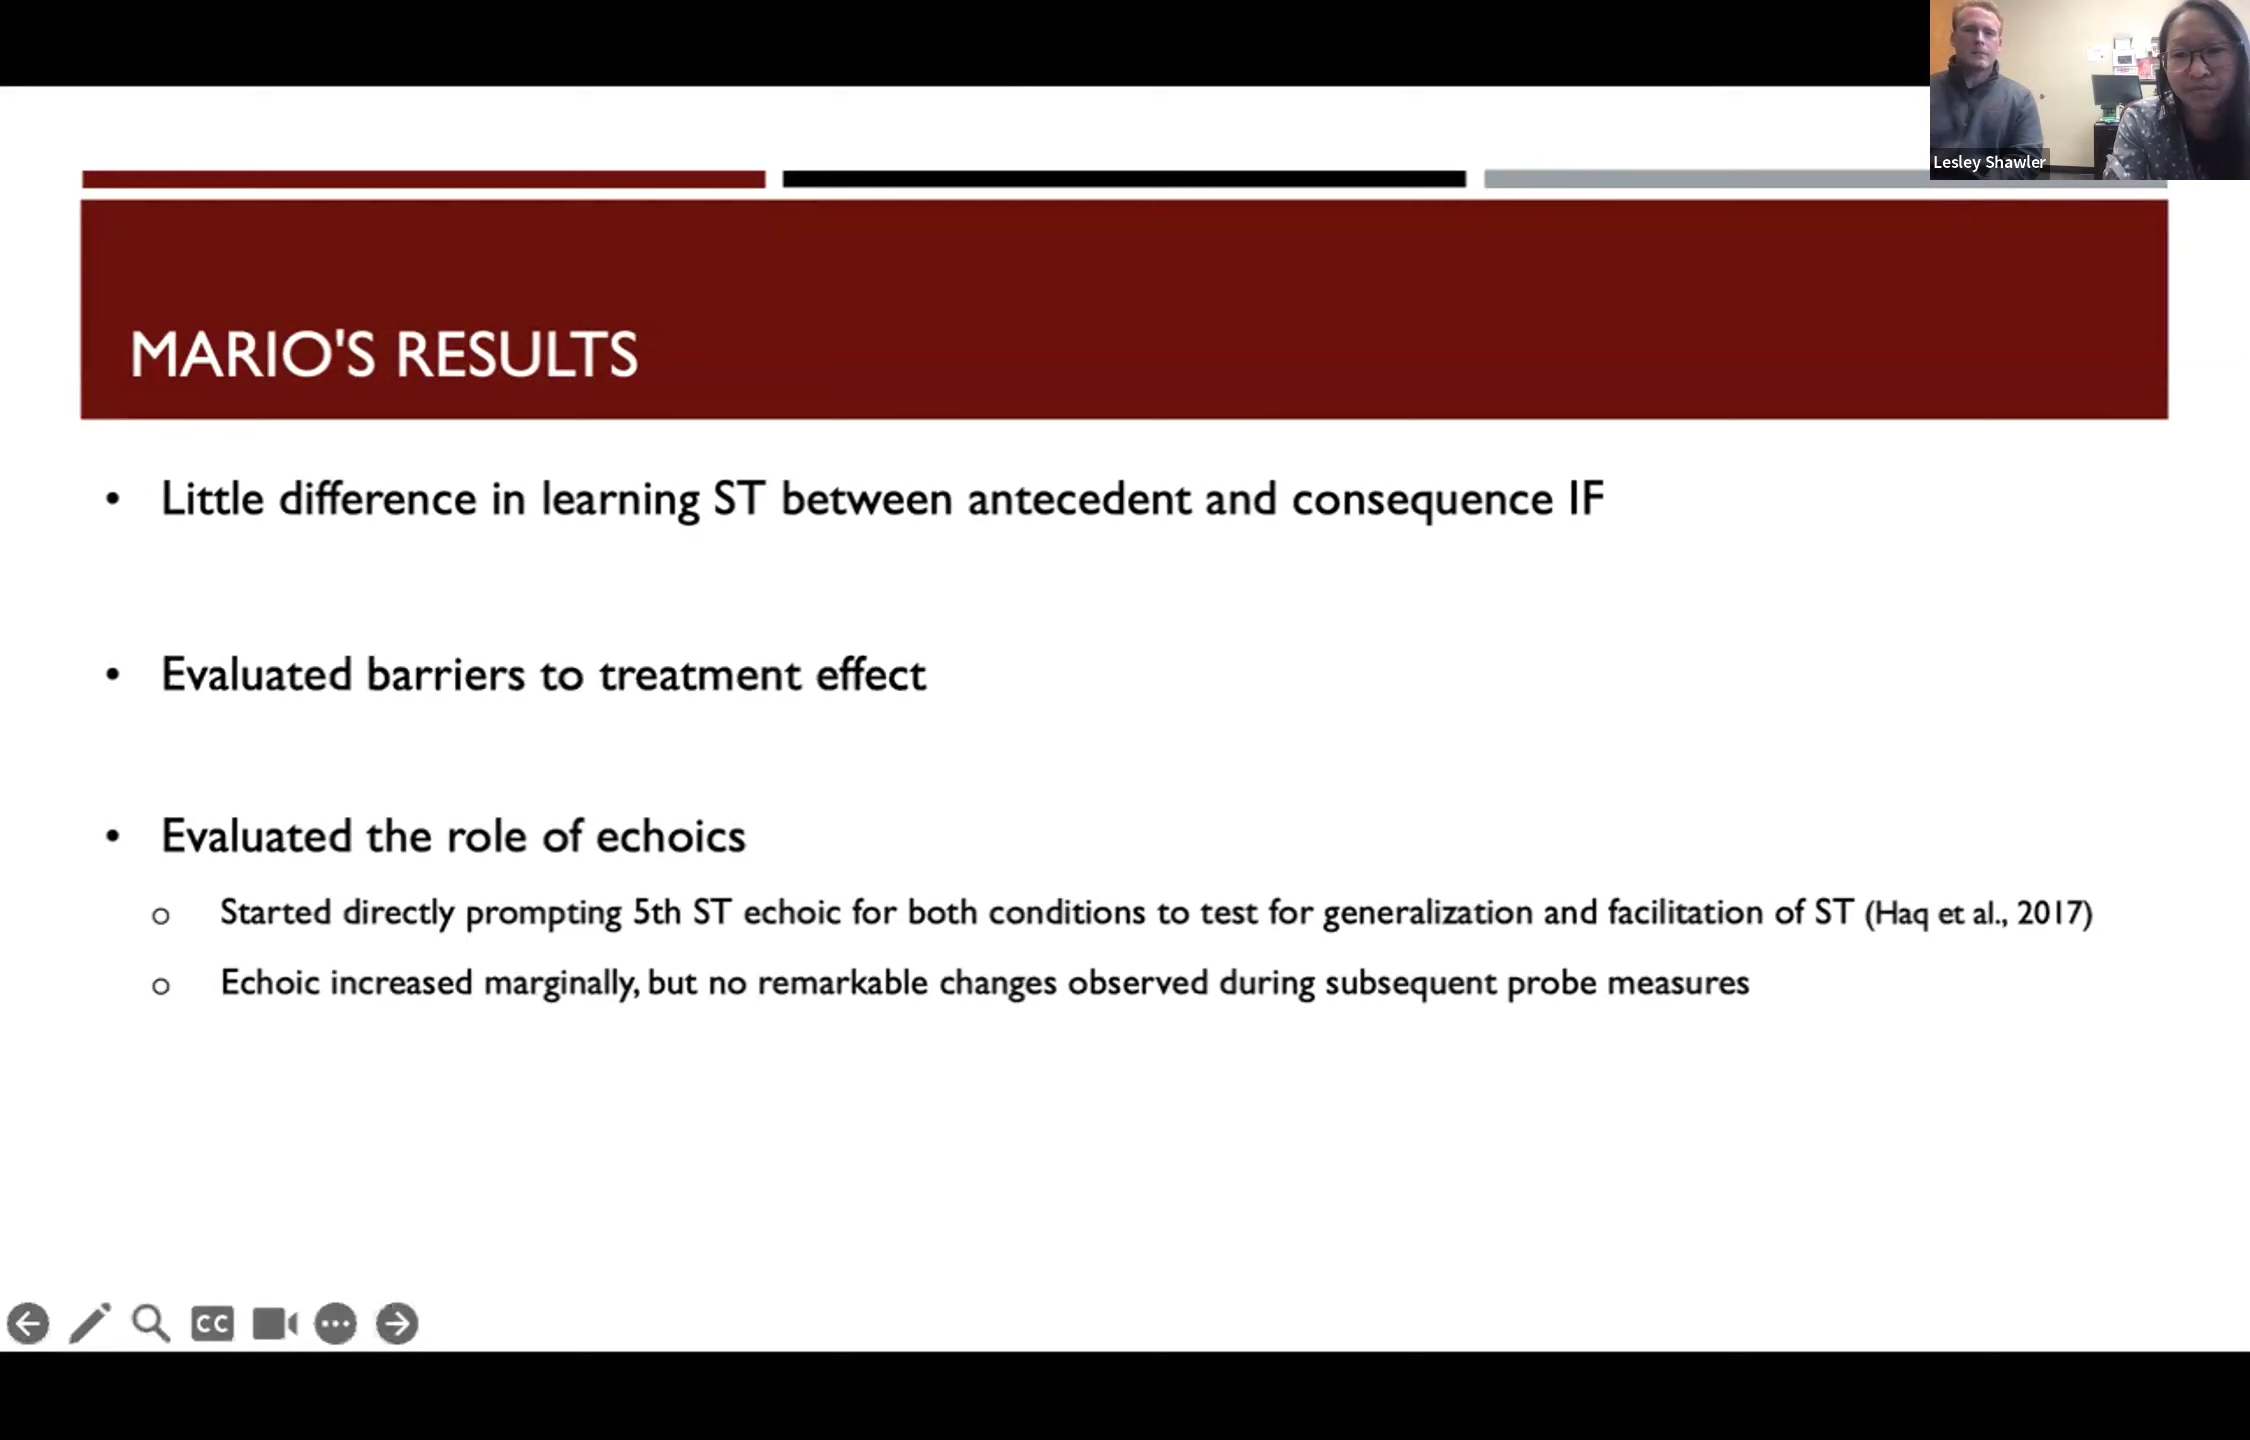 Lesley Shawler
MARIO'S RESULTS
• Little difference in learning ST between antecedent and consequence IF
• Evaluated barriers to treatment effect
• Evaluated the role of echoics
o Started directly prompting 5th ST echoic for both conditions to test for generalization and facilitation of ST (Haq et al., 2017)
o Echoic increased marginally, but no remarkable changes observed during subsequent probe measures
CC